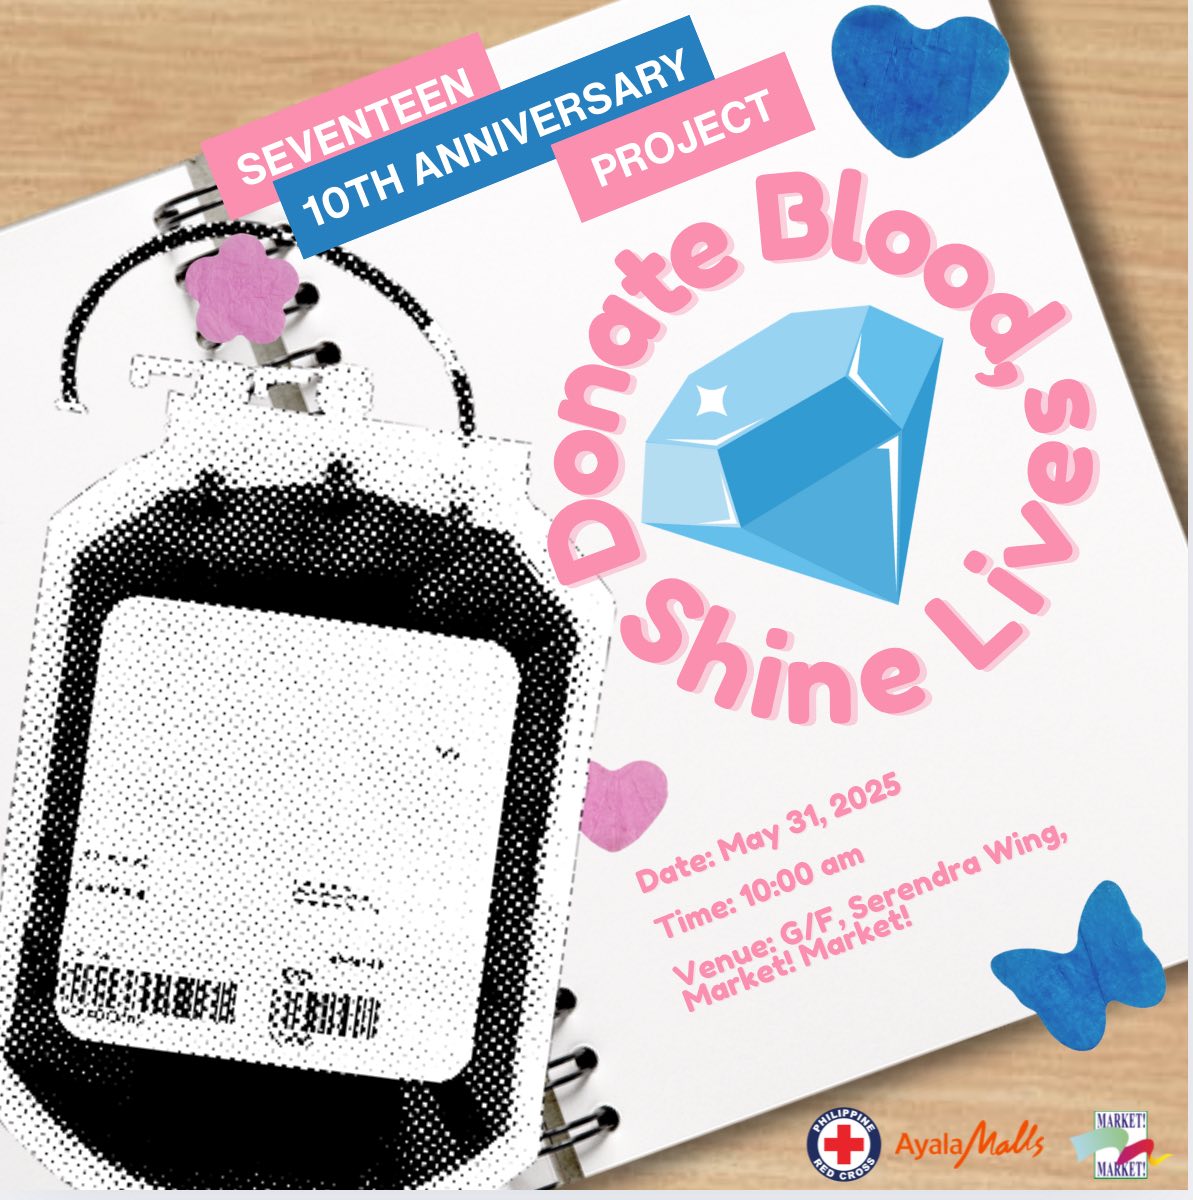 SEVENTEEN
10TH ANNIVERSARY
PROJECT
Donate Blood,
Shine Lives
Date: May 31, 2025
Time: 10:00 am
Venue: G/F, Serendra Wing,
Market! Market!
PHILIPPINE
RED CROSS
AyalaMalls
MARKET!
MARKET!